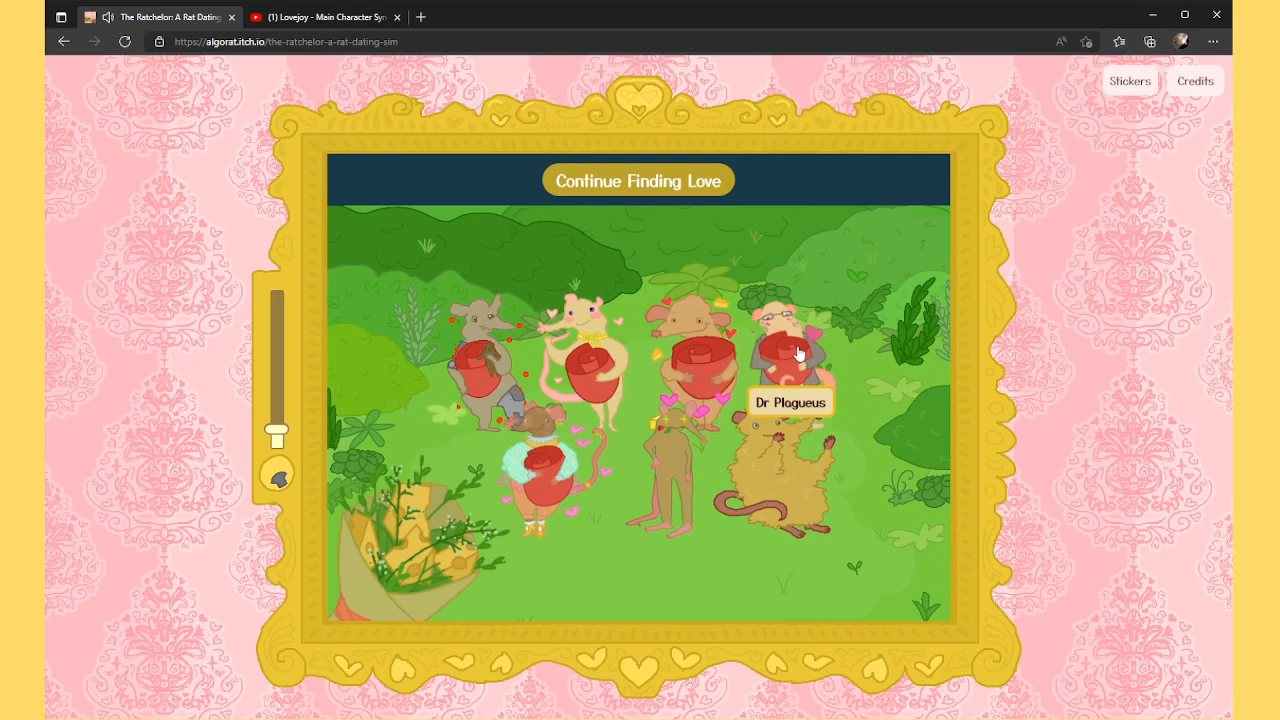 The Ratchelor: A Rat Dating
(1) Lovejoy - Main Character Syn
https://algorat.itch.io/the-ratchelor-a-rat-dating-sim
Stickers
Credits
Continue Finding Love
Dr Plagueus